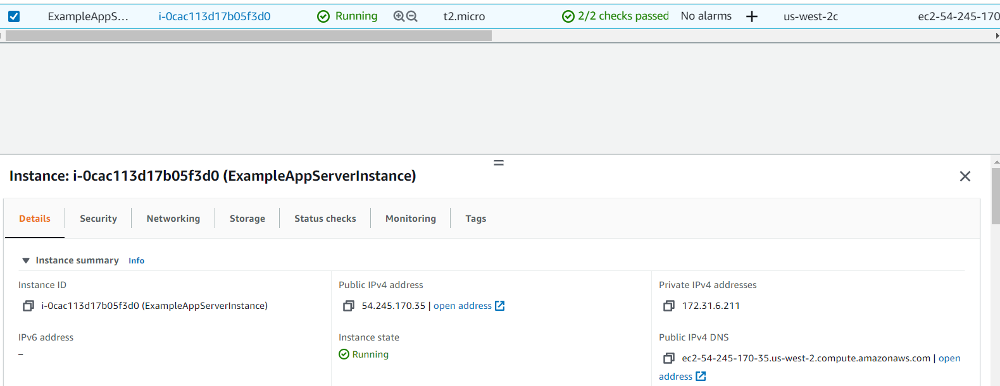 ExampleAppS... i-0cac113d17b05f3d0 Running t2.micro 2/2 checks passed No alarms + us-west-2c ec2-54-245-170
Instance: i-0cac113d17b05f3d0 (ExampleAppServerInstance)
Details Security Networking Storage Status checks Monitoring Tags
Instance summary Info
Instance ID Public IPv4 address Private IPv4 addresses
i-0cac113d17b05f3d0 (ExampleAppServerInstance) 54.245.170.35 | open address 172.31.6.211
IPv6 address Instance state Public IPv4 DNS
– Running ec2-54-245-170-35.us-west-2.compute.amazonaws.com | open
address